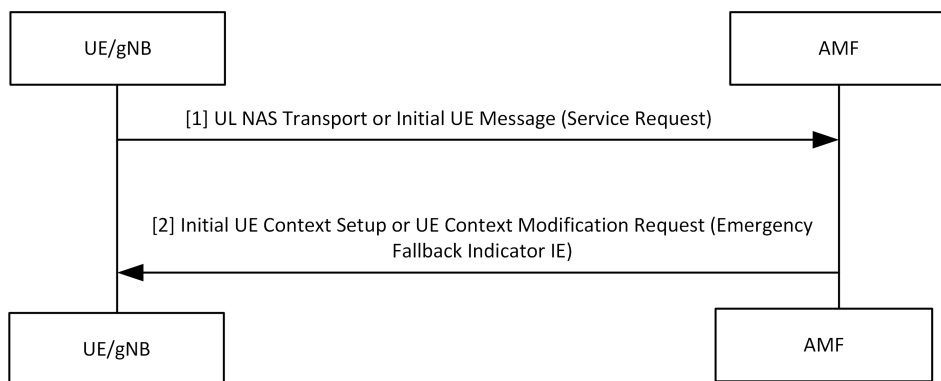 UE/gNB
AMF
[1] UL NAS Transport or Initial UE Message (Service Request)
[2] Initial UE Context Setup or UE Context Modification Request (Emergency
Fallback Indicator IE)
UE/gNB
AMF